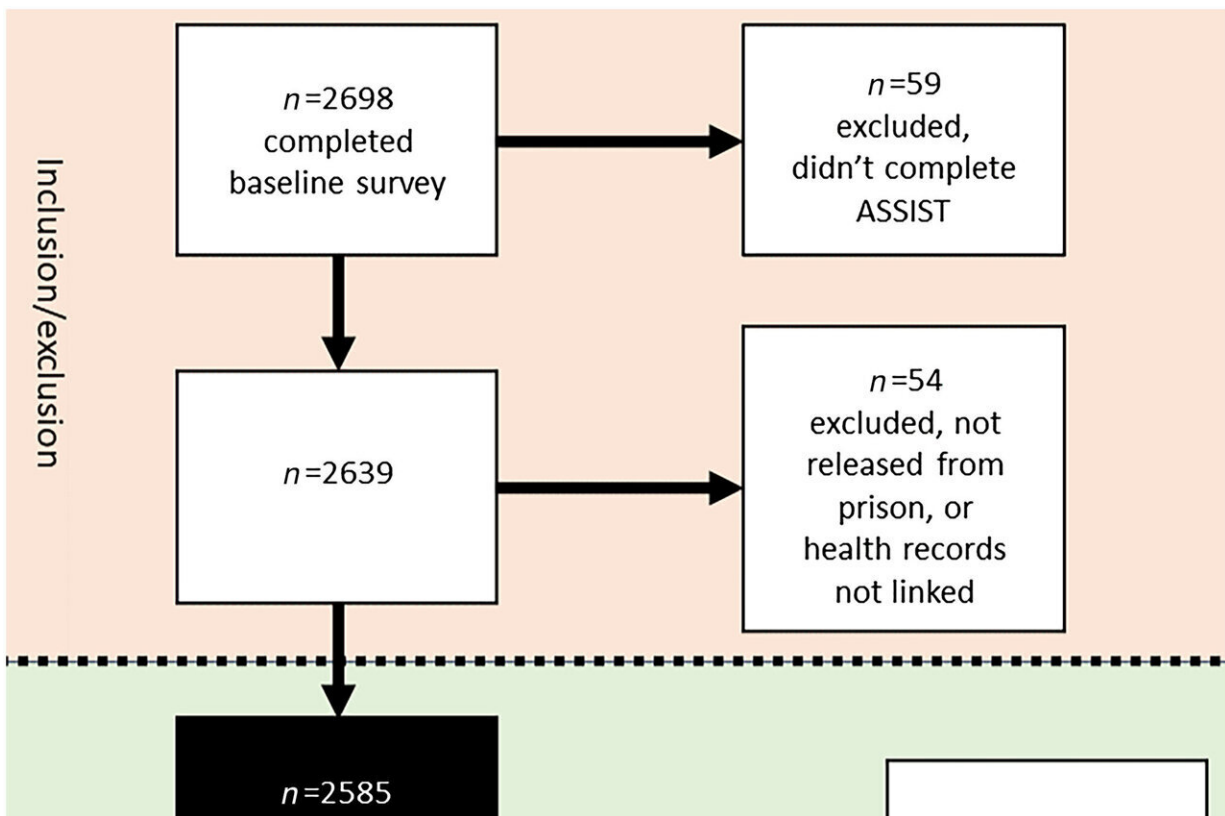 Inclusion/exclusion
n=2698
completed
baseline survey
n=59
excluded,
didn't complete
ASSIST
n=2639
n=54
excluded, not
released from
prison, or
health records
not linked
n=2585